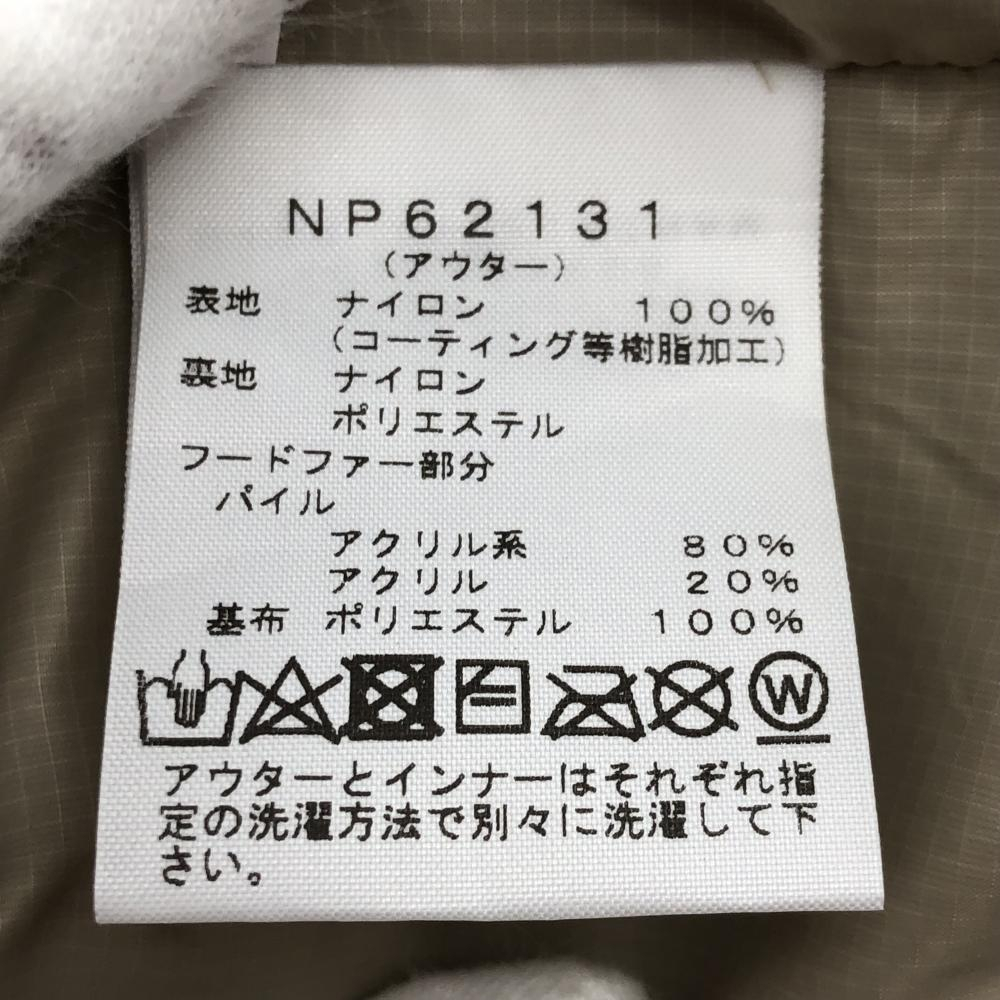 NP62131
（アウター）
表地 ナイロン 100%
（コーティング等樹脂加工）
裏地 ナイロン
ポリエステル
フードファー部分
パイル
アクリル系 80%
アクリル 20%
基布 ポリエステル 100%
W
アウターとインナーはそれぞれ指
定の洗濯方法で別々に洗濯して下
さい。